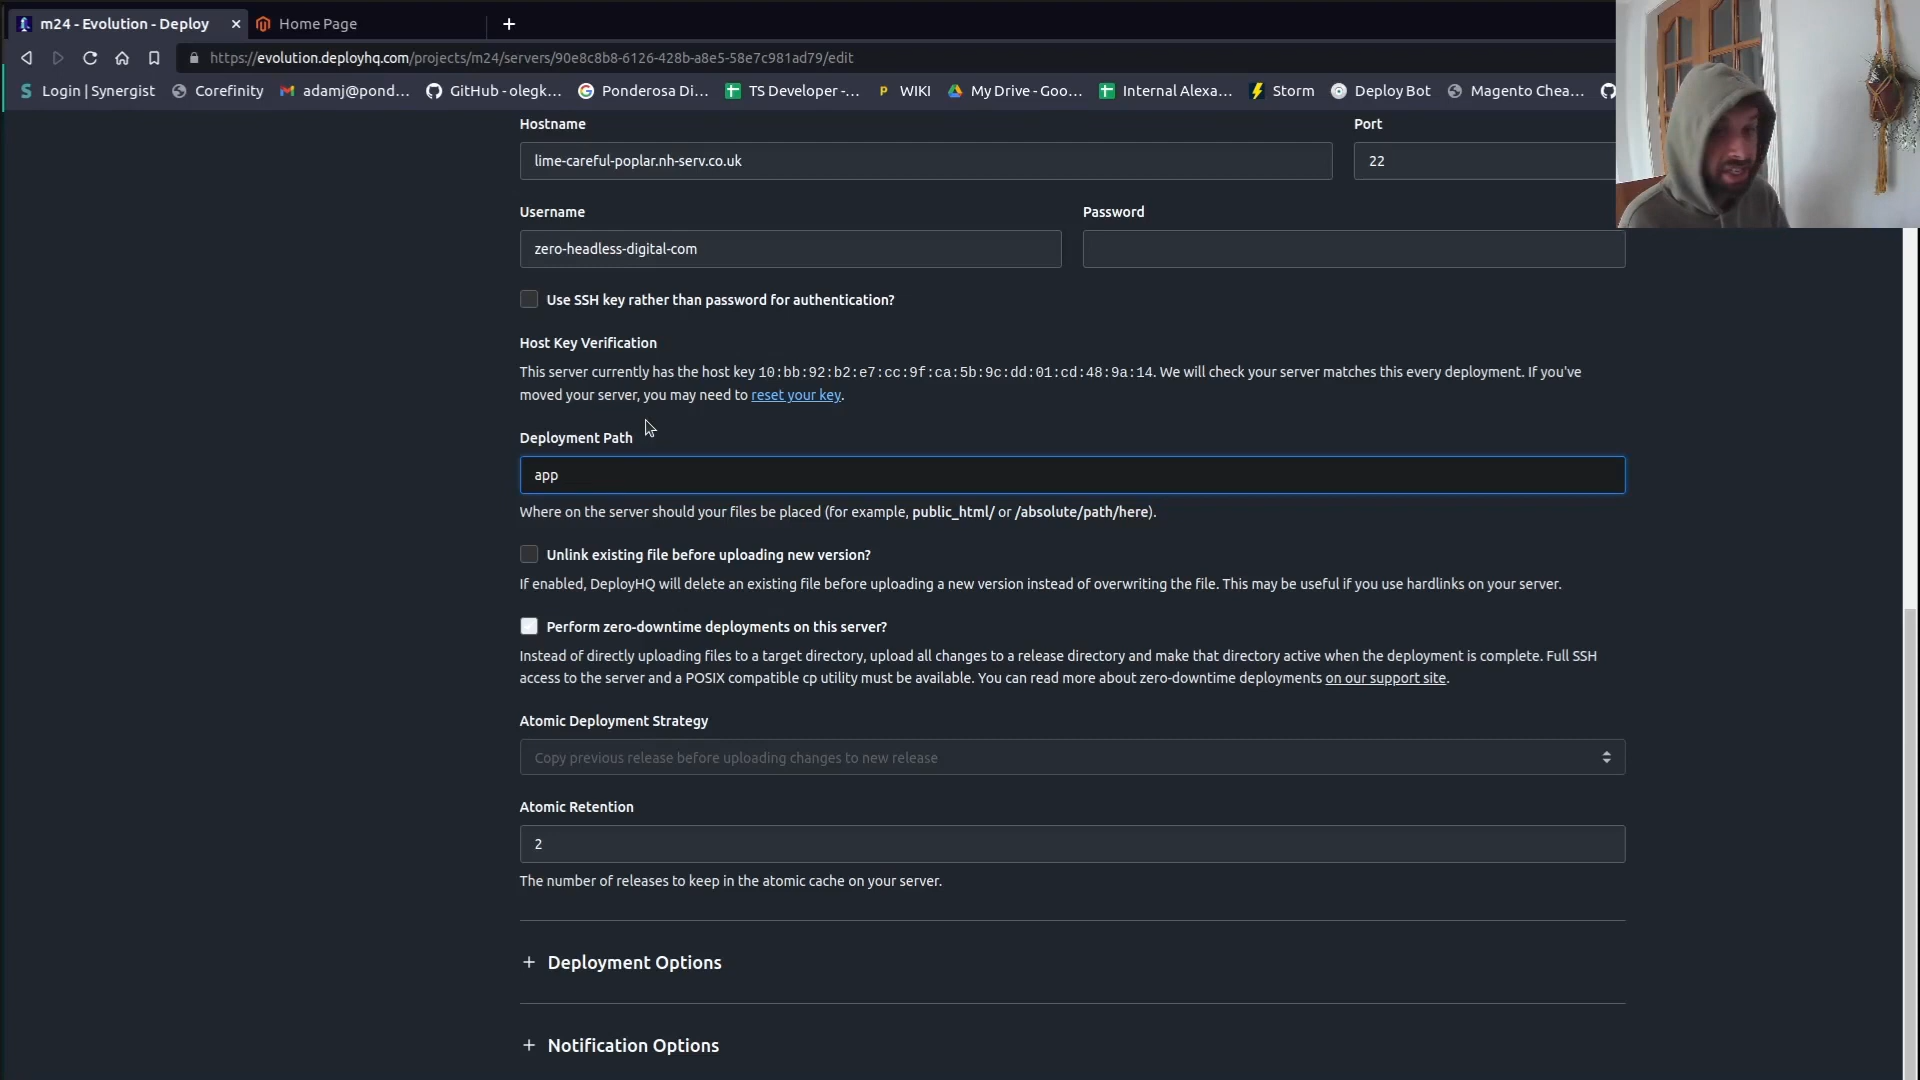 m24 - Evolution - Deploy
Home Page
https://evolution.deployhq.com/projects/m24/servers/90e8c8b8-6126-428b-a8e5-58e7c981ad79/edit
Login | Synergist
Corefinity
adamj@pond...
GitHub - olegk...
Ponderosa Di...
TS Developer -...
WIKI
My Drive - Goo...
Internal Alexa...
Storm
Deploy Bot
Magento Chea...
Hostname
Port
lime-careful-poplar.nh-serv.co.uk
22
Username
Password
zero-headless-digital-com
Use SSH key rather than password for authentication?
Host Key Verification
This server currently has the host key 10:bb:92:b2:e7:cc:9f:ca:5b:9c:dd:01:cd:48:9a:14. We will check your server matches this every deployment. If you've
moved your server, you may need to reset your key.
Deployment Path
app
Where on the server should your files be placed (for example, public_html/ or /absolute/path/here).
Unlink existing file before uploading new version?
If enabled, DeployHQ will delete an existing file before uploading a new version instead of overwriting the file. This may be useful if you use hardlinks on your server.
Perform zero-downtime deployments on this server?
Instead of directly uploading files to a target directory, upload all changes to a release directory and make that directory active when the deployment is complete. Full SSH
access to the server and a POSIX compatible cp utility must be available. You can read more about zero-downtime deployments on our support site.
Atomic Deployment Strategy
Copy previous release before uploading changes to new release
Atomic Retention
2
The number of releases to keep in the atomic cache on your server.
+ Deployment Options
+ Notification Options